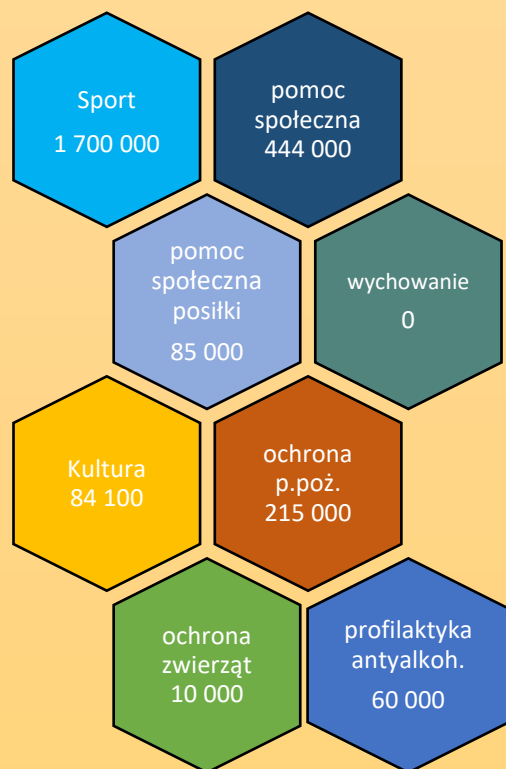 Sport
1 700 000
pomoc
społeczna
444 000
pomoc
społeczna
posiłki
85 000
wychowanie
0
Kultura
84 100
ochrona
p.poż.
215 000
ochrona
zwierząt
10 000
profilaktyka
antyalkoh.
60 000